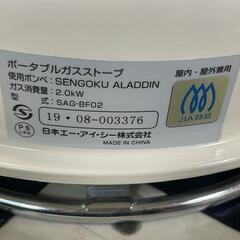 ポータブルガスストーブ
使用ボンベ：SENGOKU ALADDIN
ガス消費量：2.0kW
型　　式：SAG-BF02
屋内・屋外兼用
JIA認証
PS
LPG
19・08-003376
日本エー・アイ・シー株式会社
MADE IN CHINA